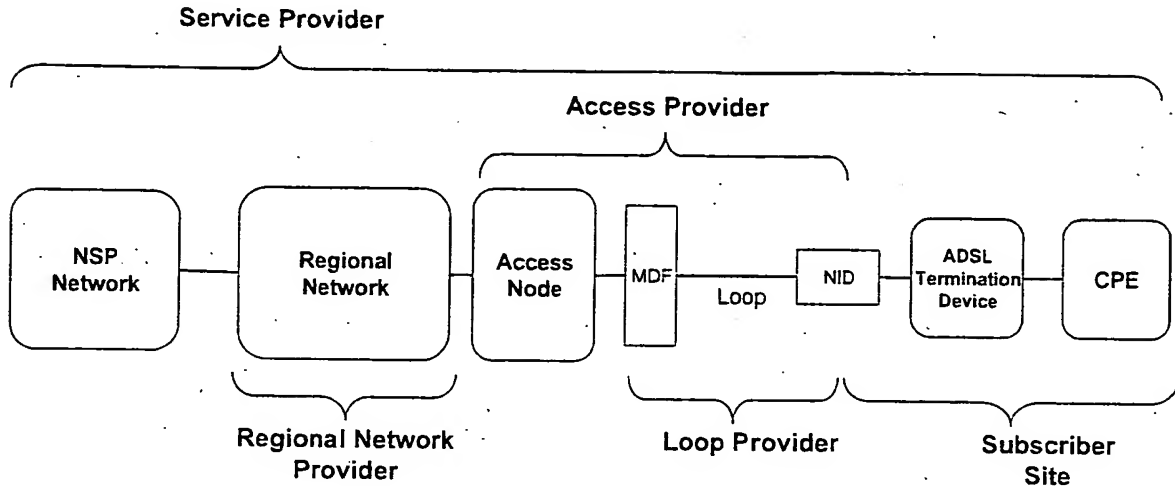 Service Provider
Access Provider
NSP
Network
Regional
Network
Access
Node
MDF
Loop
NID
ADSL
Termination
Device
CPE
Regional Network
Provider
Loop Provider
Subscriber
Site